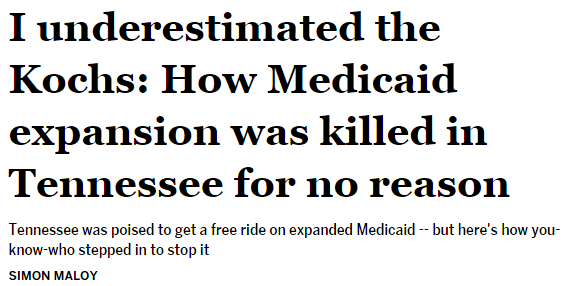 I underestimated the
Kochs: How Medicaid
expansion was killed in
Tennessee for no reason
Tennessee was poised to get a free ride on expanded Medicaid -- but here's how you-
know-who stepped in to stop it
SIMON MALOY